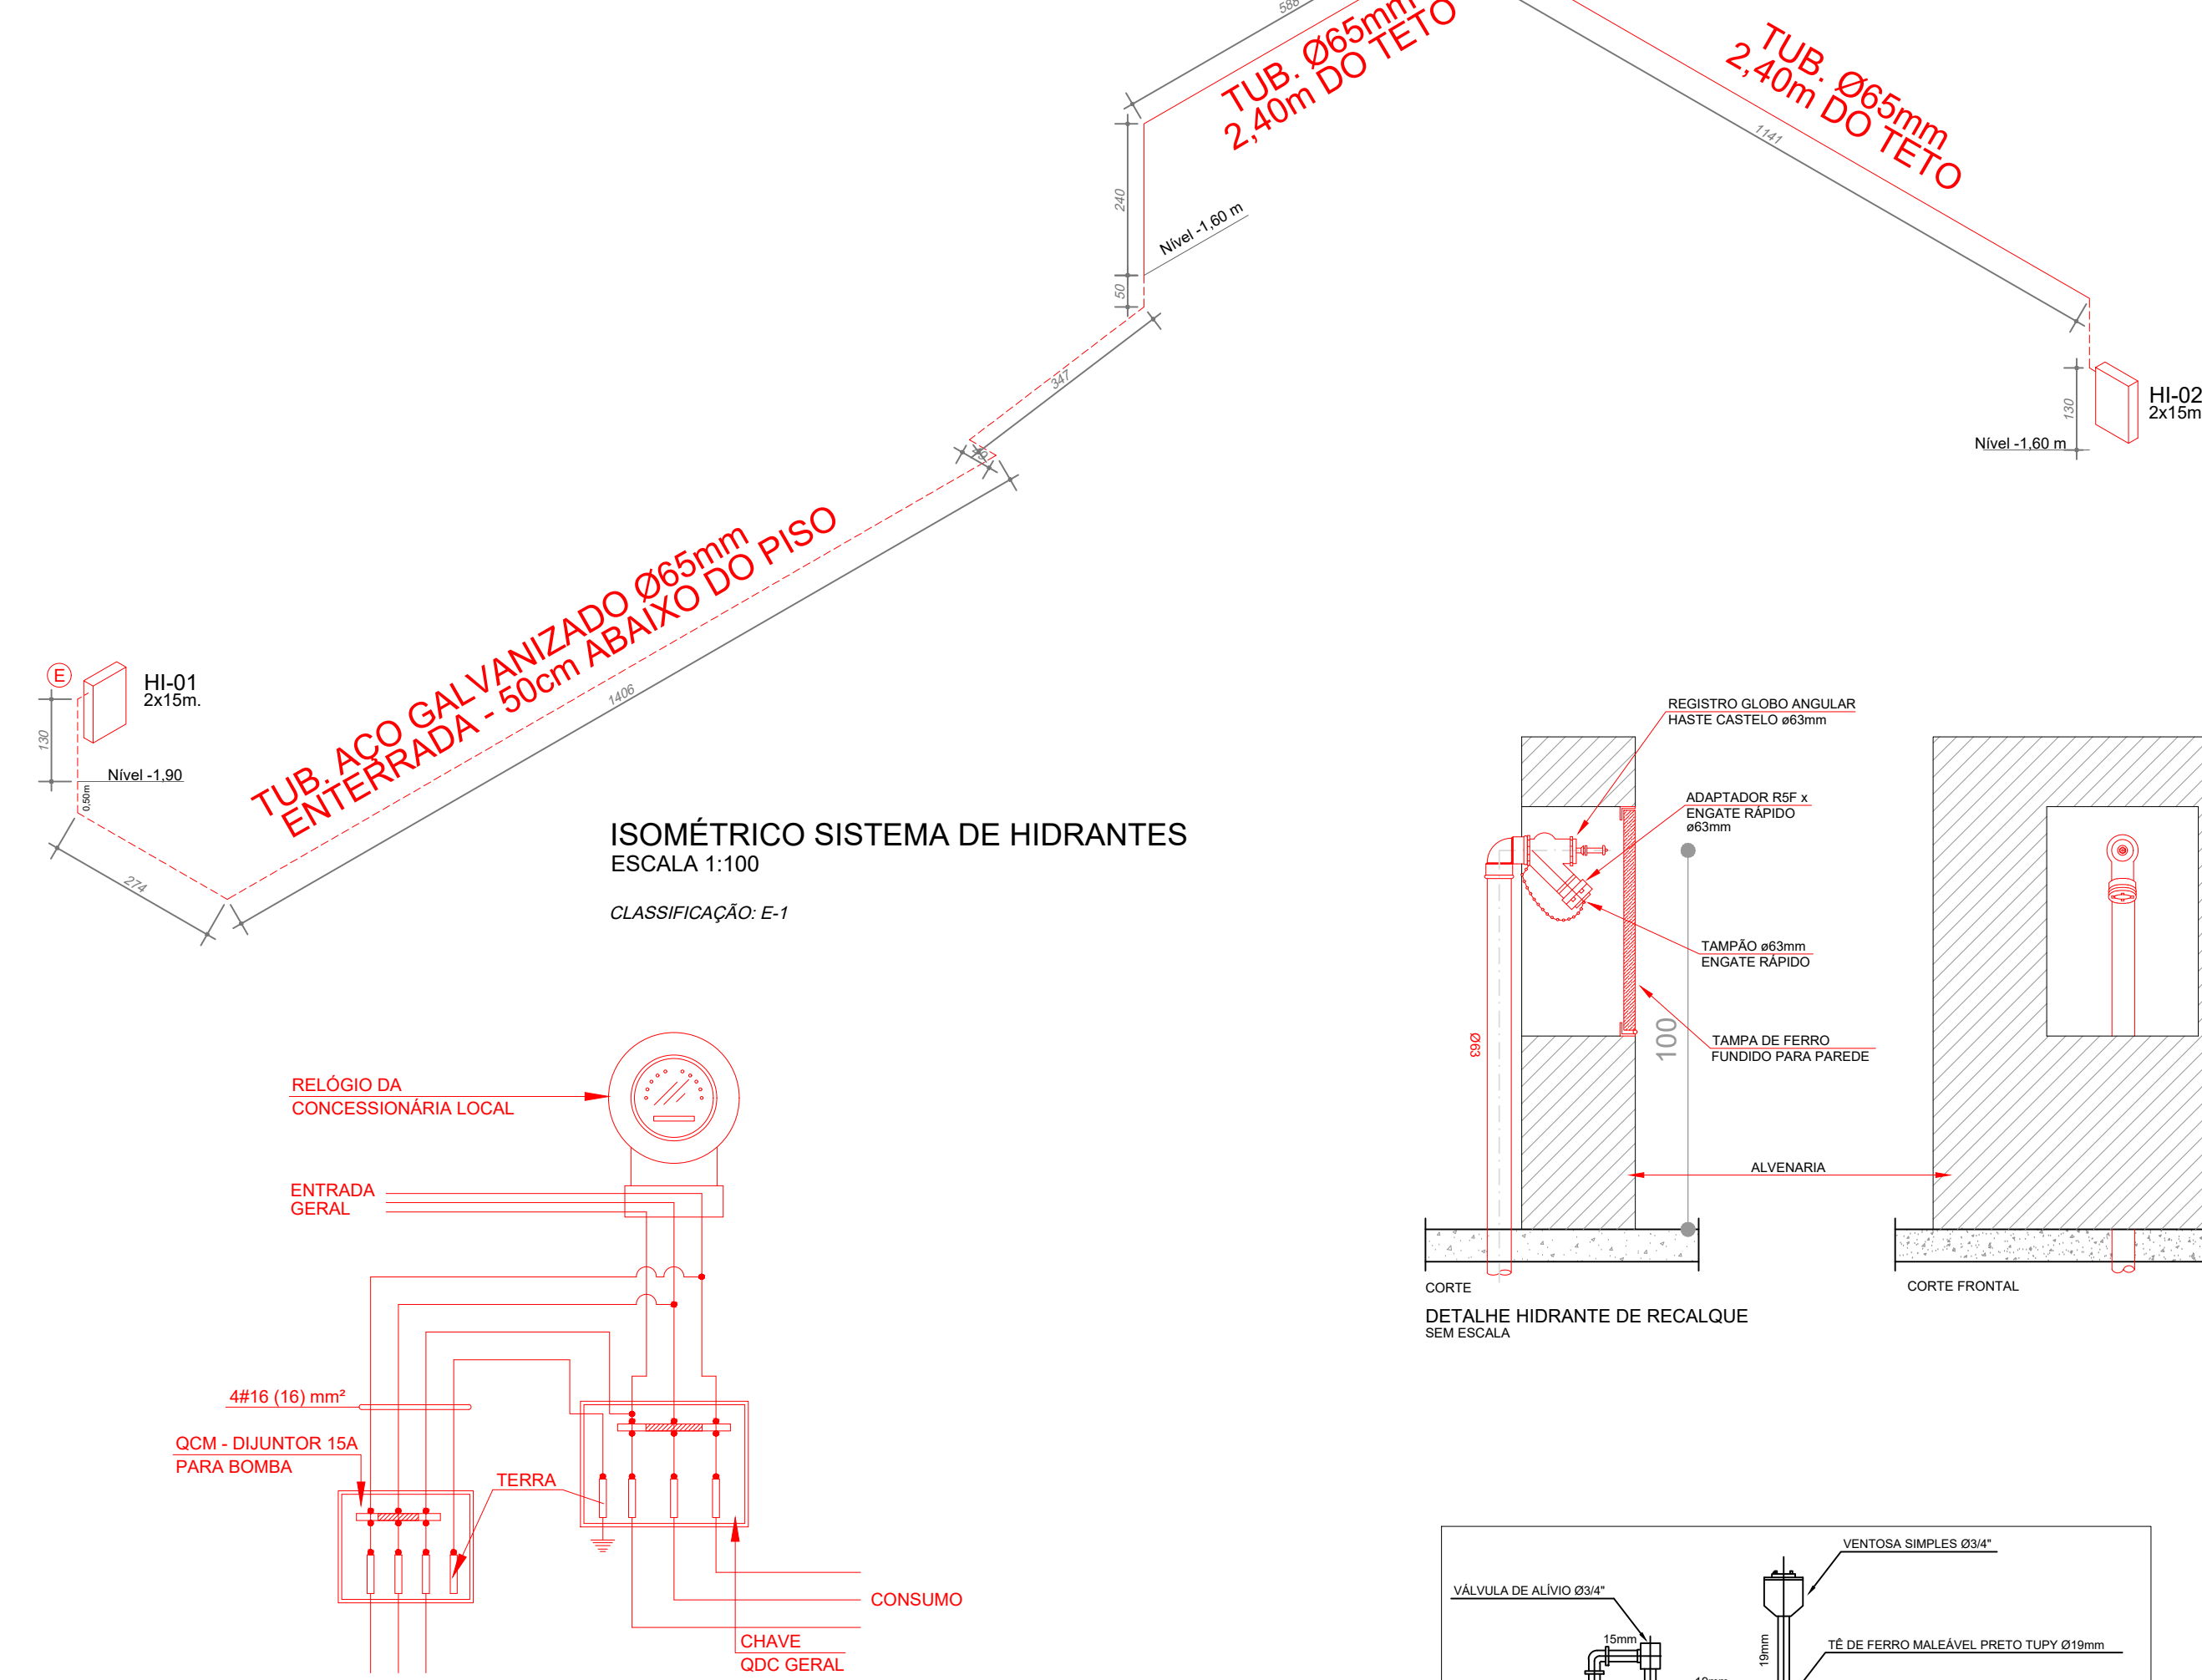 588
TUB. Ø65mm
2,40m DO TETO
TUB. Ø65mm
2,40m DO TETO
1141
240
Nível -1,60 m
50
347
130
HI-02
2x15m
Nível -1,60 m
TUB. AÇO GALVANIZADO Ø65mm
ENTERRADA - 50cm ABAIXO DO PISO
1406
E
HI-01
2x15m.
130
Nível -1,90
0,50m
274
ISOMÉTRICO SISTEMA DE HIDRANTES
ESCALA 1:100
CLASSIFICAÇÃO: E-1
REGISTRO GLOBO ANGULAR
HASTE CASTELO ø63mm
ADAPTADOR R5F x
ENGATE RÁPIDO
ø63mm
TAMPÃO ø63mm
ENGATE RÁPIDO
Ø63
100
TAMPA DE FERRO
FUNDIDO PARA PAREDE
ALVENARIA
CORTE
CORTE FRONTAL
DETALHE HIDRANTE DE RECALQUE
SEM ESCALA
RELÓGIO DA
CONCESSIONÁRIA LOCAL
ENTRADA
GERAL
4#16 (16) mm²
QCM - DIJUNTOR 15A
PARA BOMBA
TERRA
CONSUMO
CHAVE
QDC GERAL
VENTOSA SIMPLES Ø3/4"
VÁLVULA DE ALÍVIO Ø3/4"
15mm
19mm
TÊ DE FERRO MALEÁVEL PRETO TUPY Ø19mm